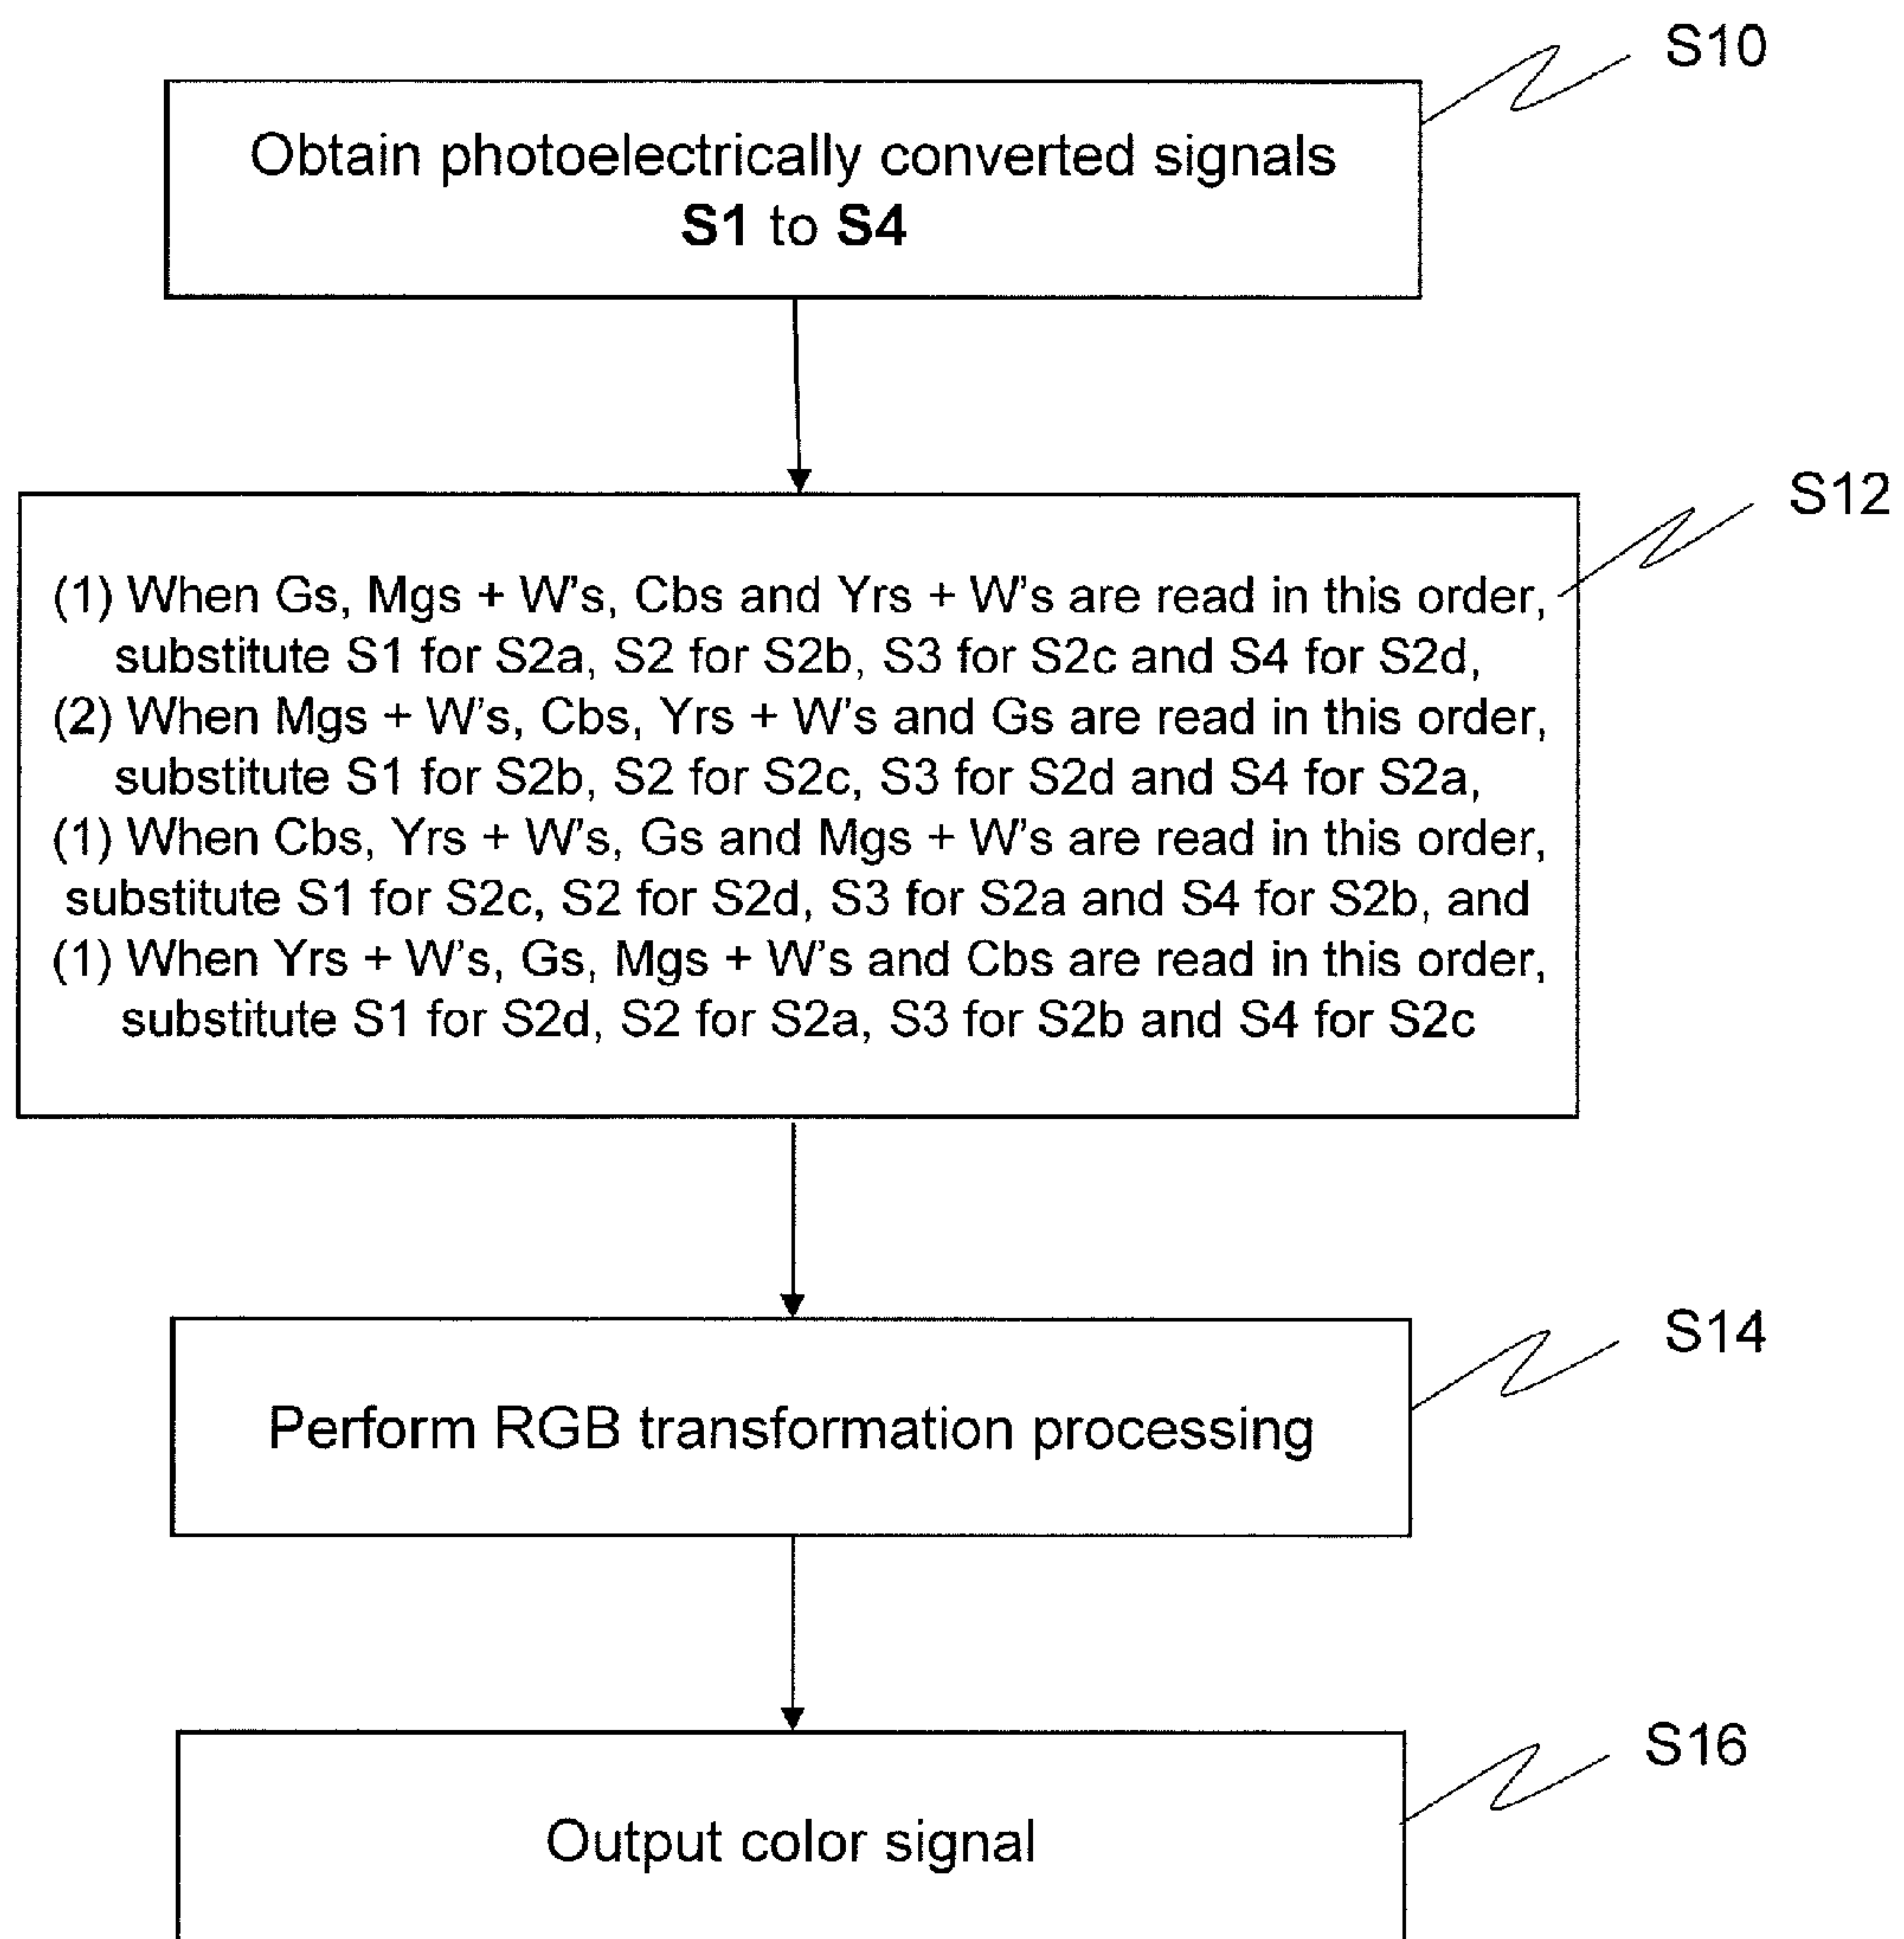 S10
Obtain photoelectrically converted signals
S1 to S4
S12
(1) When Gs, Mgs + W's, Cbs and Yrs + W's are read in this order,
substitute S1 for S2a, S2 for S2b, S3 for S2c and S4 for S2d,
(2) When Mgs + W's, Cbs, Yrs + W's and Gs are read in this order,
substitute S1 for S2b, S2 for S2c, S3 for S2d and S4 for S2a,
(1) When Cbs, Yrs + W's, Gs and Mgs + W's are read in this order,
substitute S1 for S2c, S2 for S2d, S3 for S2a and S4 for S2b, and
(1) When Yrs + W's, Gs, Mgs + W's and Cbs are read in this order,
substitute S1 for S2d, S2 for S2a, S3 for S2b and S4 for S2c
S14
Perform RGB transformation processing
S16
Output color signal